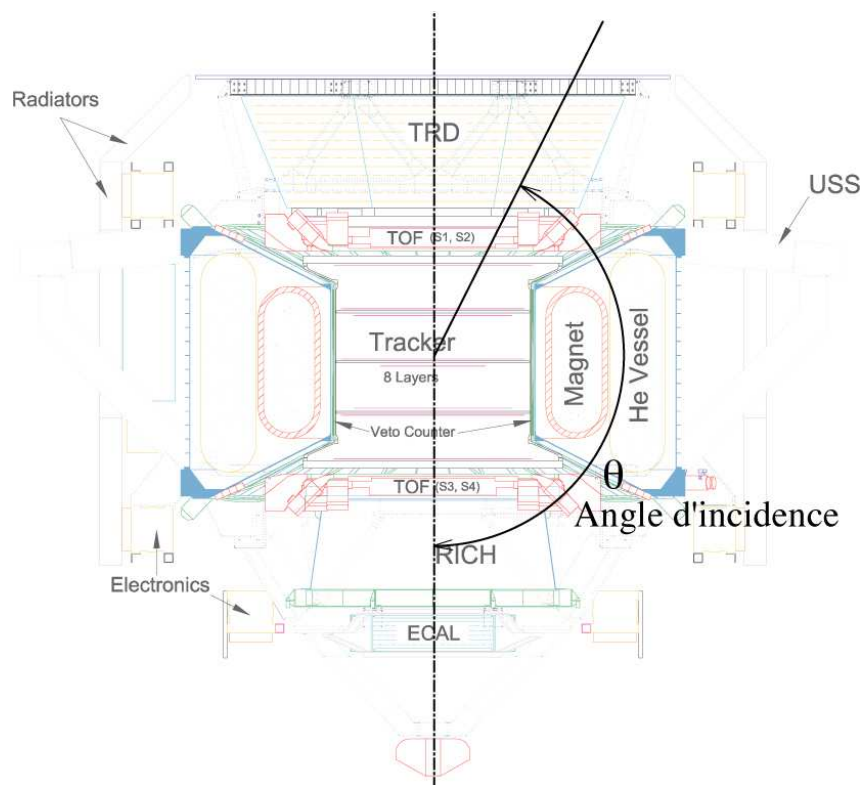 Radiators
TRD
USS
TOF (S1, S2)
Tracker
8 Layers
Magnet
He Vessel
Veto Counter
TOF (S3, S4)
θ
Angle d'incidence
RICH
Electronics
ECAL